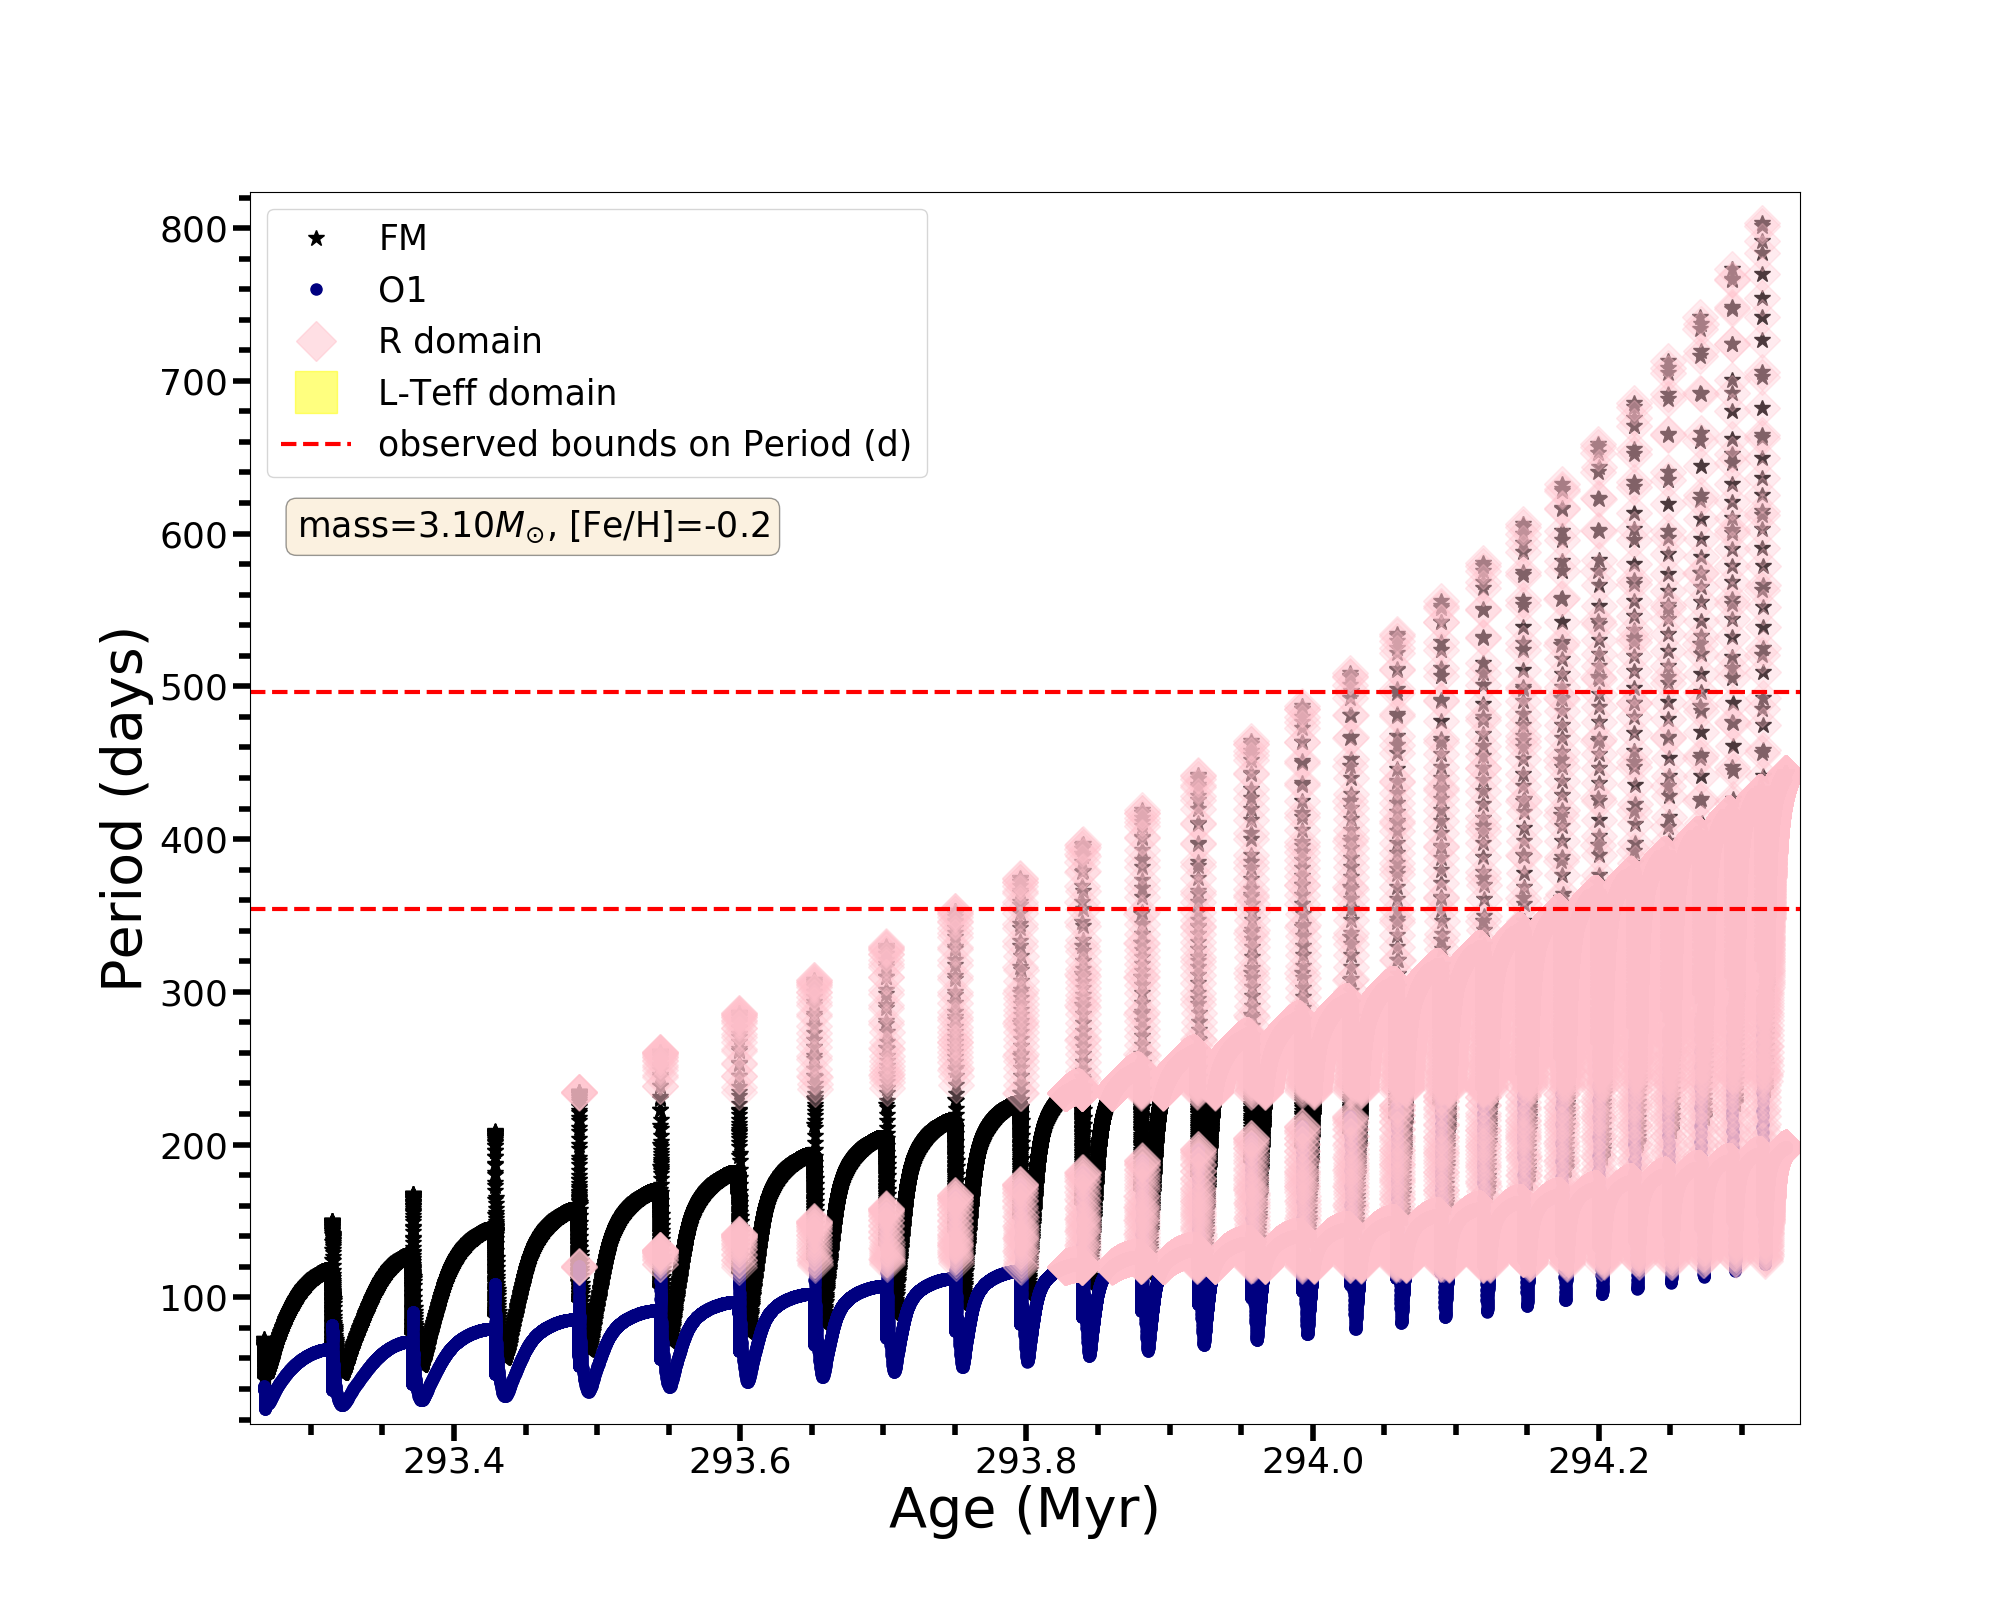 FM
O1
R domain
L-Teff domain
observed bounds on Period (d)
mass=3.10M⊙, [Fe/H]=-0.2
800
700
600
500
400
300
200
100
Period (days)
293.4 293.6 293.8 294.0 294.2
Age (Myr)